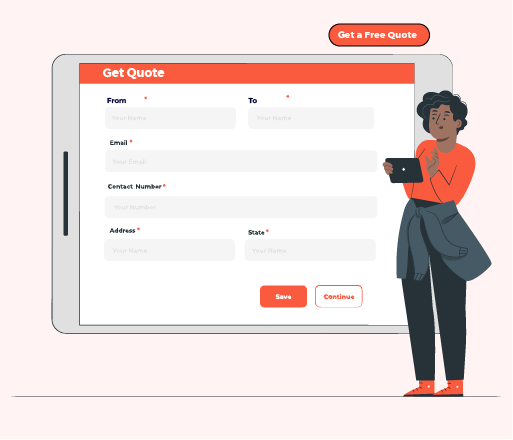 Get a Free Quote
Get Quote
From * To *
Your Name Your Name
Email *
Your Email
Contact Number *
Your Number
Address * State *
Your Name Your Name
Save Continue